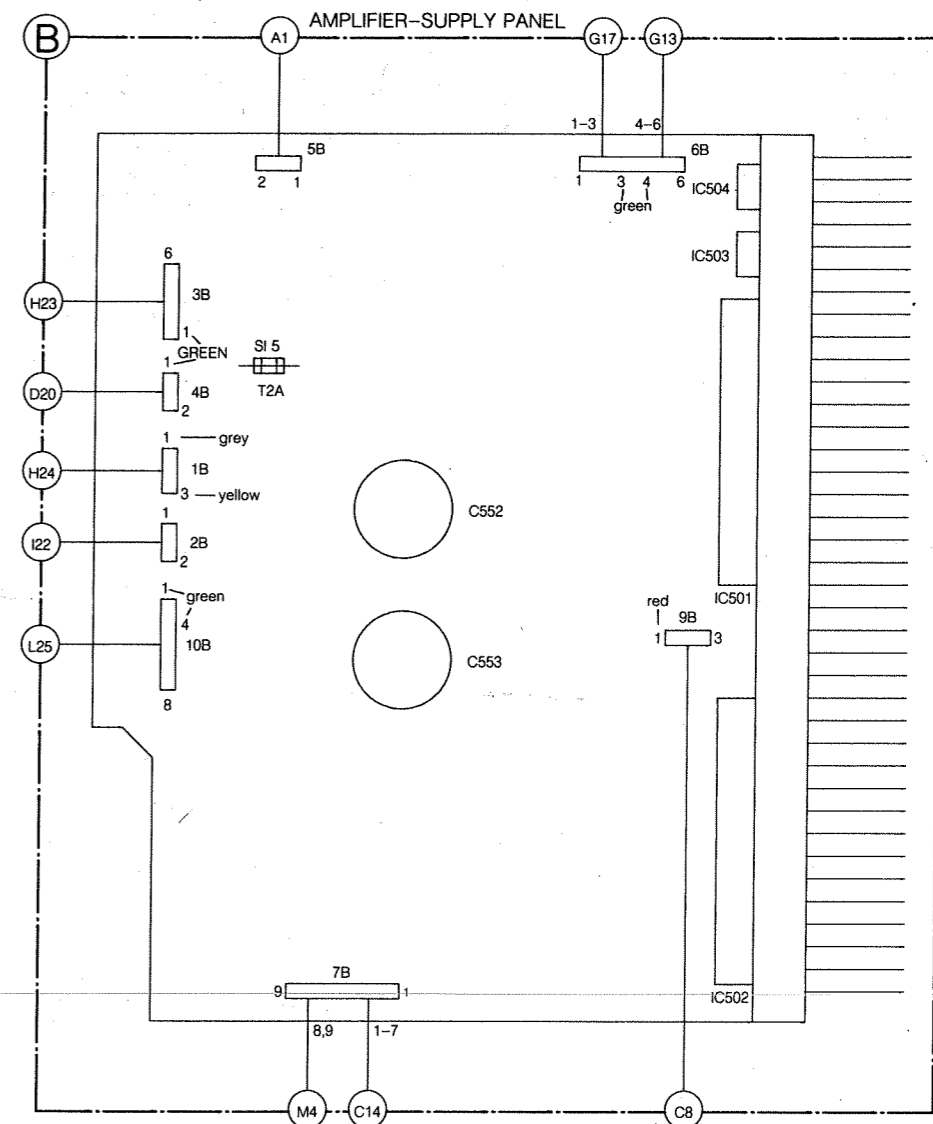 B
AMPLIFIER-SUPPLY PANEL
A1
G17
G13
1-3
4-6
5B
6B
2 1
1 3 4 6
green
IC504
IC503
6
H23
3B
1
GREEN
SI 5
T2A
1
D20
4B
2
1 grey
H24
1B
3 yellow
C552
1
I22
2B
2
1 green
4
L25
10B
8
C553
IC501
red
9B
1 3
7B
9 1
IC502
8,9
1-7
M4
C14
C8